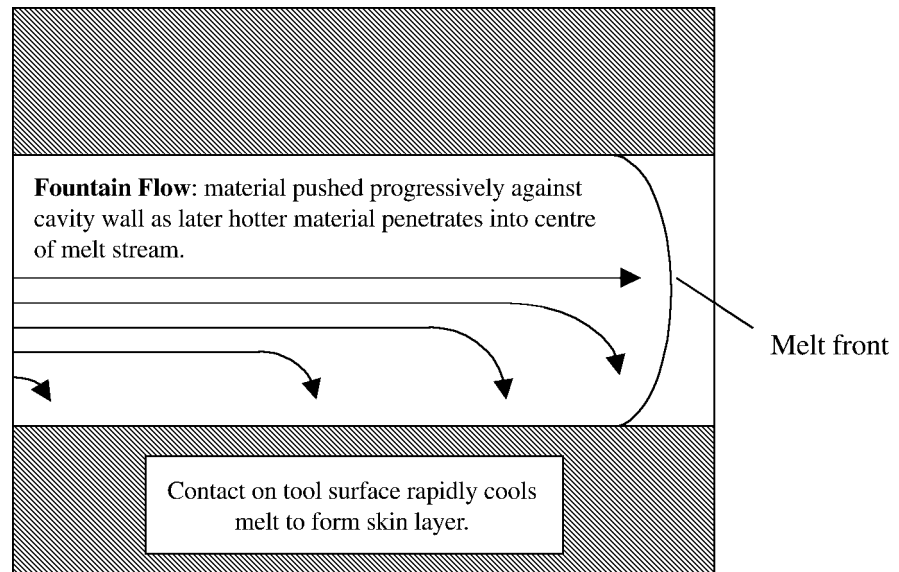 Fountain Flow: material pushed progressively against
cavity wall as later hotter material penetrates into centre
of melt stream.
Melt front
Contact on tool surface rapidly cools
melt to form skin layer.